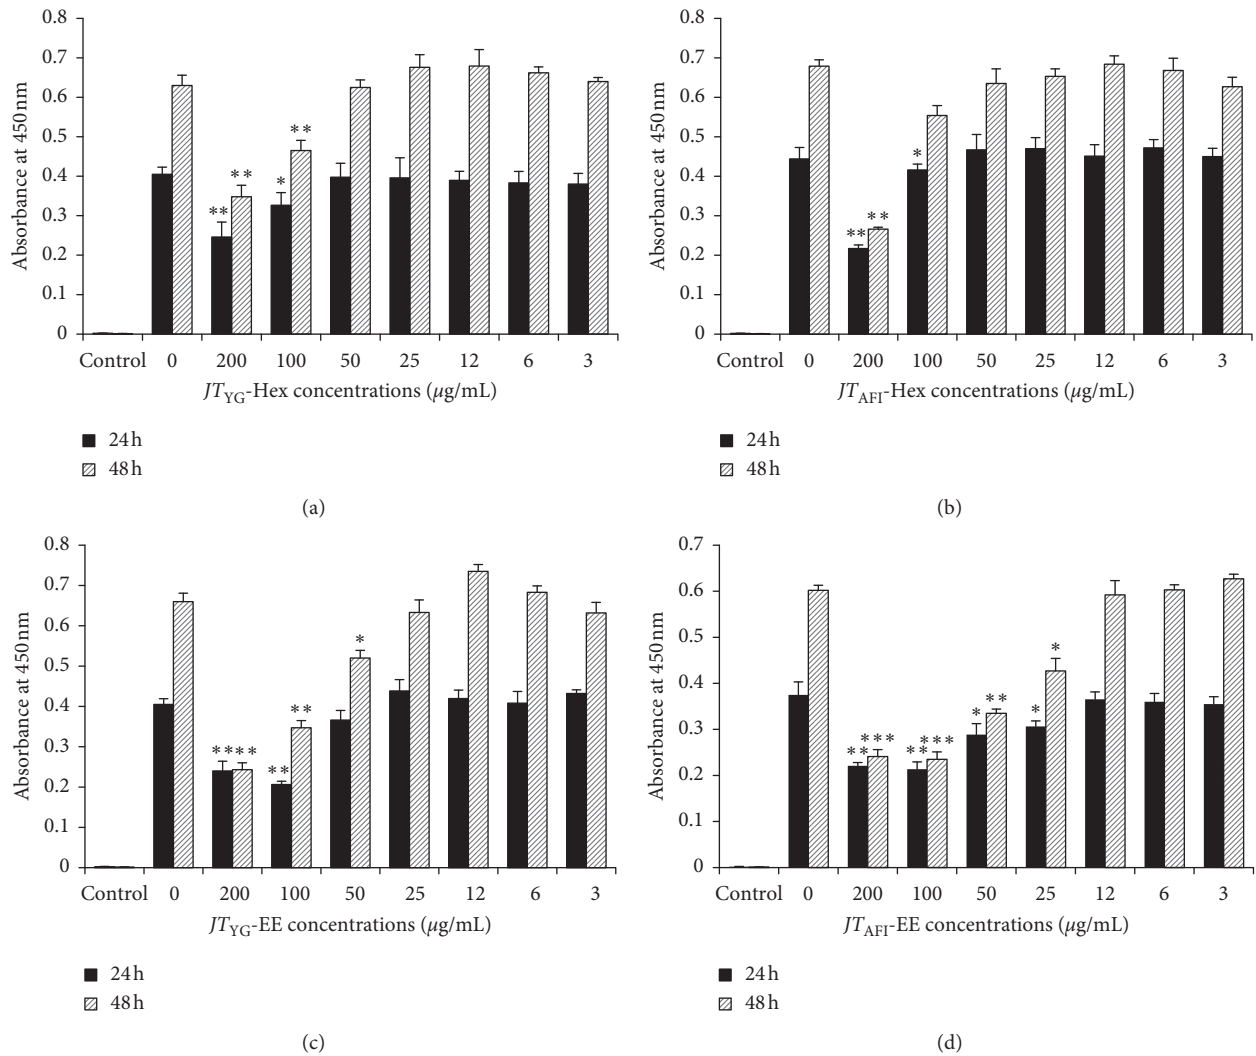 0.8
0.7
0.6
0.5
0.4
0.3
0.2
0.1
0
Absorbance at 450 nm
** ** * **
Control 0 200 100 50 25 12 6 3
JT_YG-Hex concentrations (μg/mL)
24 h
48 h
(a)
0.8
0.7
0.6
0.5
0.4
0.3
0.2
0.1
0
Absorbance at 450 nm
** ** *
Control 0 200 100 50 25 12 6 3
JT_AFI-Hex concentrations (μg/mL)
24 h
48 h
(b)
0.8
0.7
0.6
0.5
0.4
0.3
0.2
0.1
0
Absorbance at 450 nm
** ** ** ** *
Control 0 200 100 50 25 12 6 3
JT_YG-EE concentrations (μg/mL)
24 h
48 h
(c)
0.7
0.6
0.5
0.4
0.3
0.2
0.1
0
Absorbance at 450 nm
** *** ** *** * ** * *
Control 0 200 100 50 25 12 6 3
JT_AFI-EE concentrations (μg/mL)
24 h
48 h
(d)